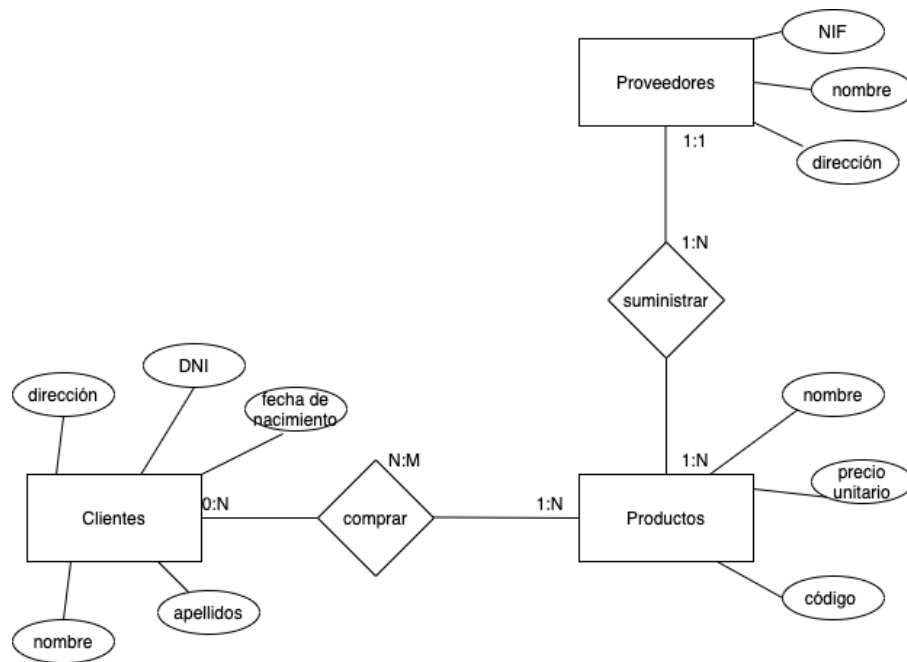 NIF
Proveedores
nombre
1:1
dirección
1:N
suministrar
DNI
dirección
fecha de
nacimiento
nombre
N:M
1:N
precio
unitario
Clientes
0:N
comprar
1:N
Productos
apellidos
código
nombre